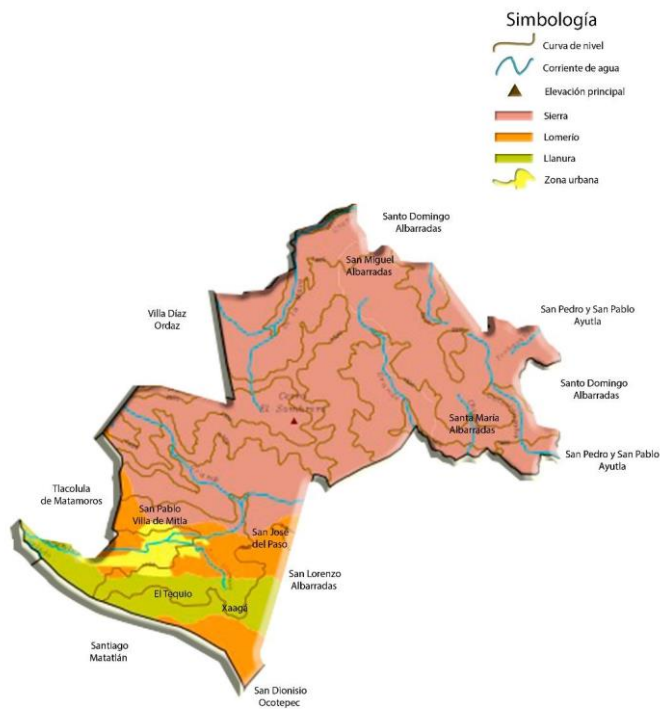 Simbología
Curva de nivel
Corriente de agua
Elevación principal
Sierra
Lomerío
Llanura
Zona urbana
Santo Domingo
Albarradas
San Miguel
Albarradas
Villa Díaz
Ordaz
San Pedro y San Pablo
Ayutla
Santo Domingo
Albarradas
Cerro
Santa María
Albarradas
San Pedro y San Pablo
Ayutla
Tlacolula
de Matamoros
San Pablo
Villa de Mitla
San José
del Paso
San Lorenzo
Albarradas
El Tequio
Xaagá
Santiago
Matatlán
San Dionisio
Ocotepec